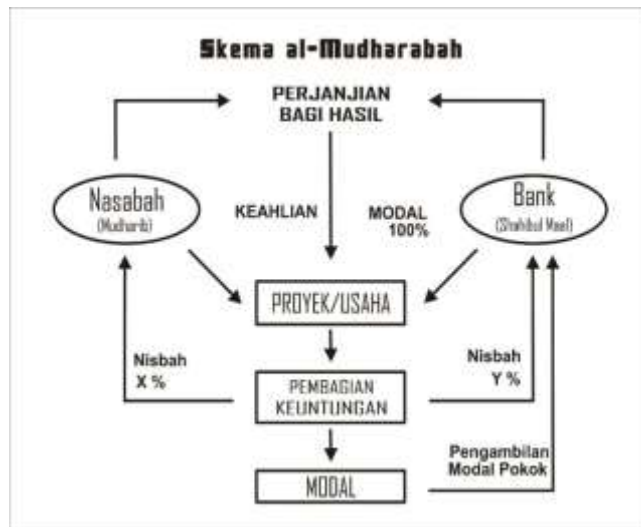 Skema al-Mudharabah
PERJANJIAN
BAGI HASIL
Nasabah
(Mudharib)
KEAHLIAN
MODAL
100%
Bank
(Shahibul Maal)
PROYEK/USAHA
Nisbah
X %
PEMBAGIAN
KEUNTUNGAN
Nisbah
Y %
MODAL
Pengambilan
Modal Pokok